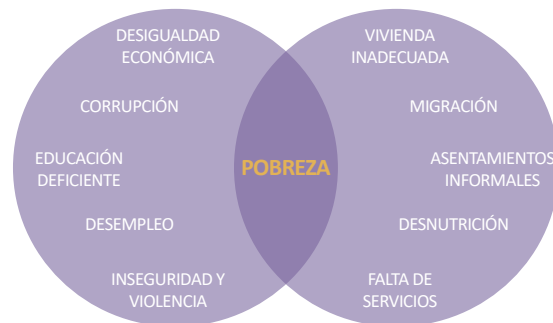 DESIGUALDAD
ECONÓMICA
CORRUPCIÓN
EDUCACIÓN
DEFICIENTE
DESEMPLEO
INSEGURIDAD Y
VIOLENCIA
POBREZA
VIVIENDA
INADECUADA
MIGRACIÓN
ASENTAMIENTOS
INFORMALES
DESNUTRICIÓN
FALTA DE
SERVICIOS